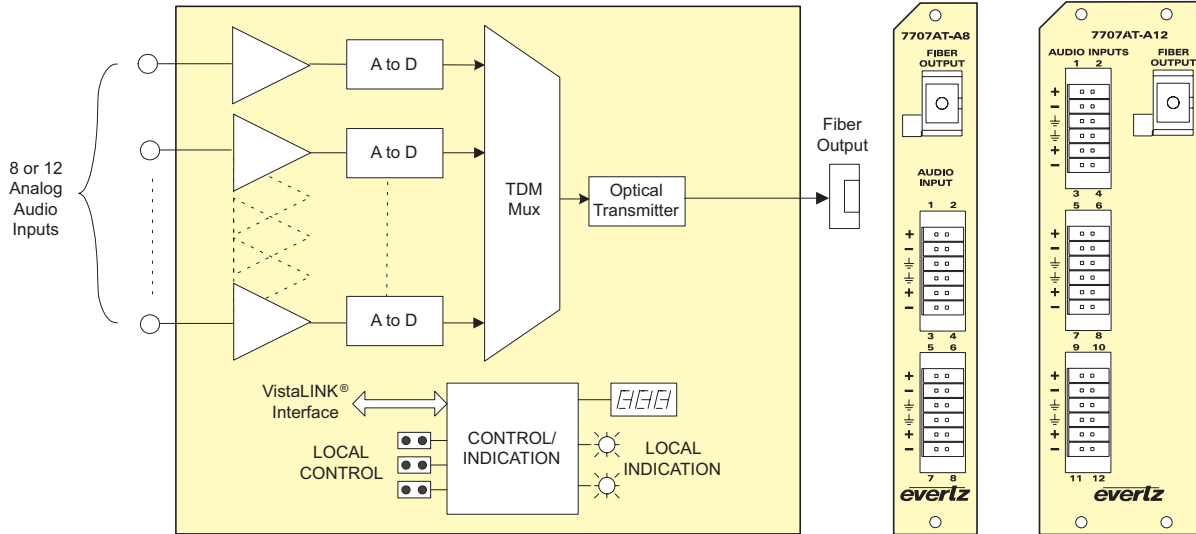 8 or 12
Analog
Audio
Inputs
A to D
A to D
A to D
TDM
Mux
Optical
Transmitter
Fiber
Output
VistaLINK®
Interface
LOCAL
CONTROL
CONTROL/
INDICATION
LOCAL
INDICATION
7707AT-A8
FIBER
OUTPUT
AUDIO
INPUT
1 2
+
−
+
−
3 4
5 6
+
−
+
−
7 8
evertz
7707AT-A12
AUDIO INPUTS
1 2
FIBER
OUTPUT
+
−
+
−
3 4
5 6
+
−
+
−
7 8
9 10
+
−
+
−
11 12
evertz